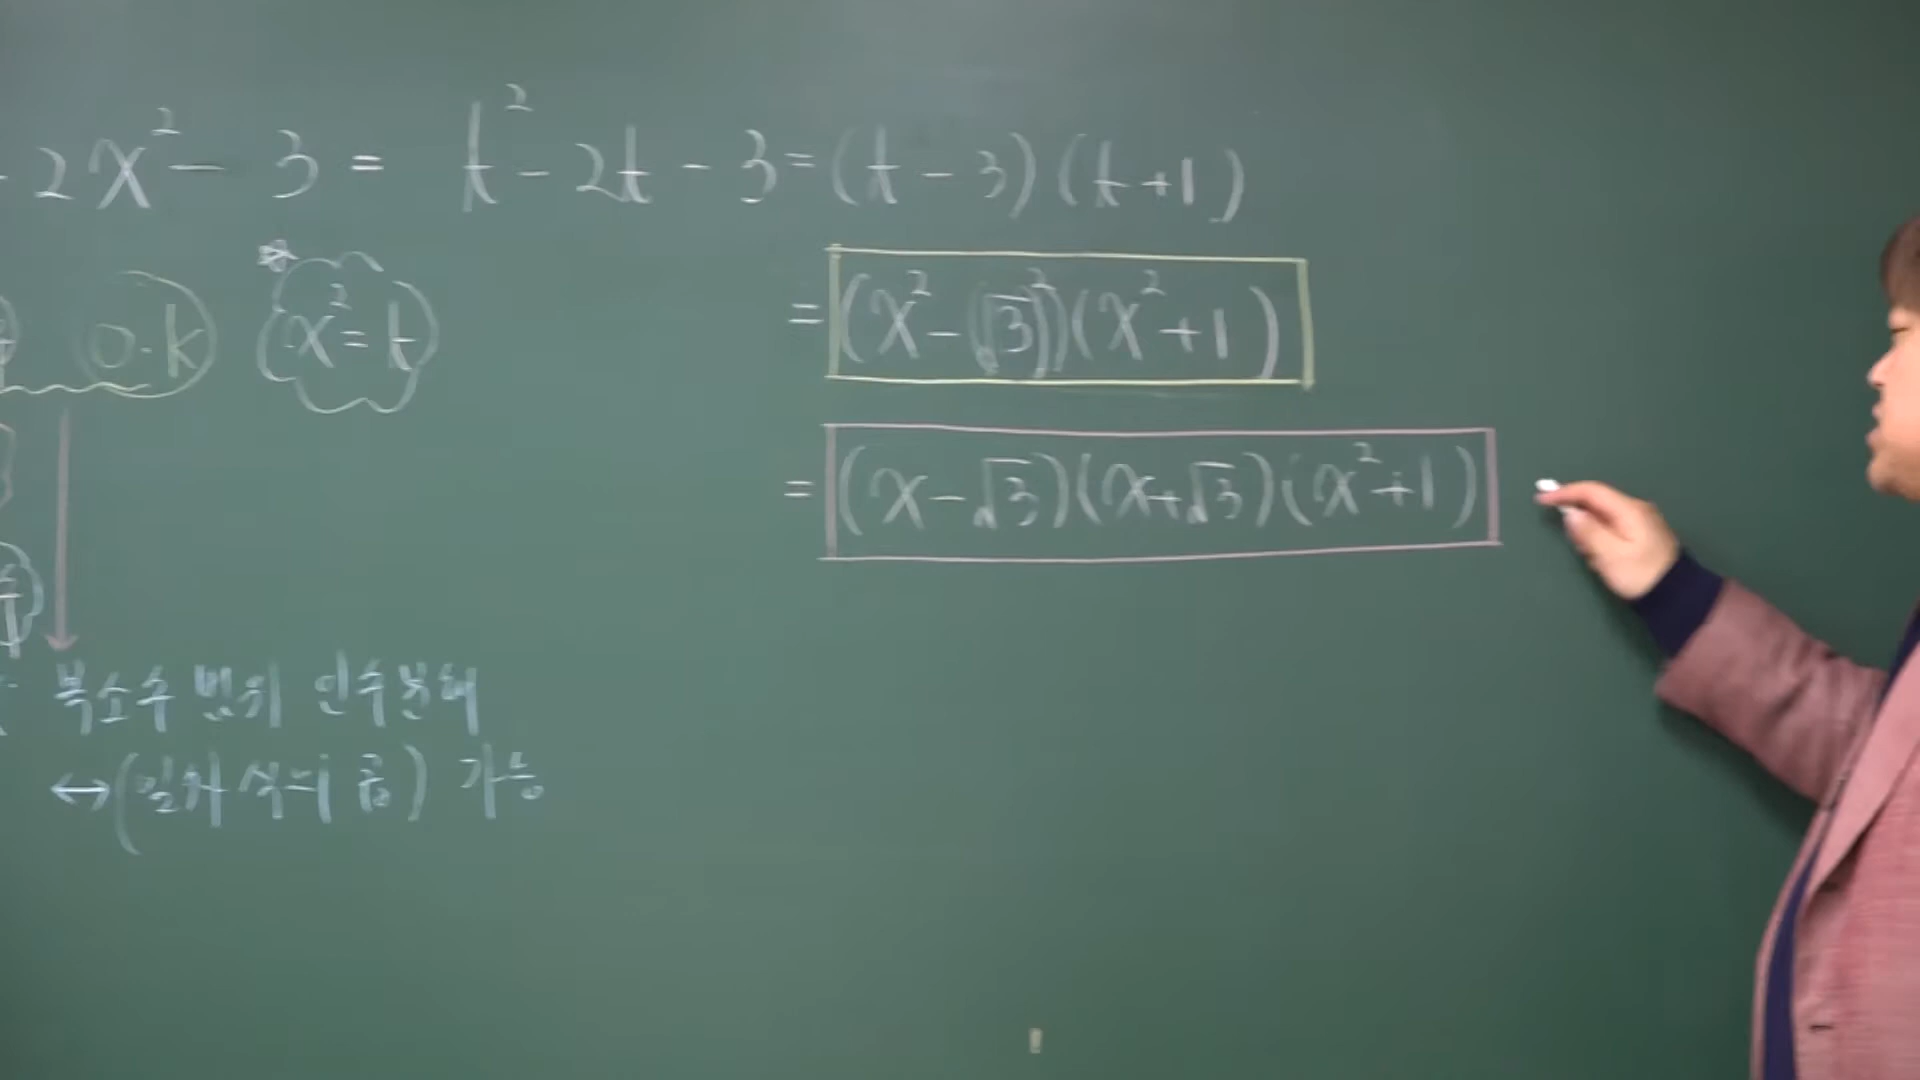 - 2x² - 3 = t² - 2t - 3 = (t - 3)(t + 1)
o.k x² = t
= (x² - (√3)²)(x² + 1)
= (x - √3)(x + √3)(x² + 1)
복소수 범위 인수분해
↔ (일차식의 곱) 가능